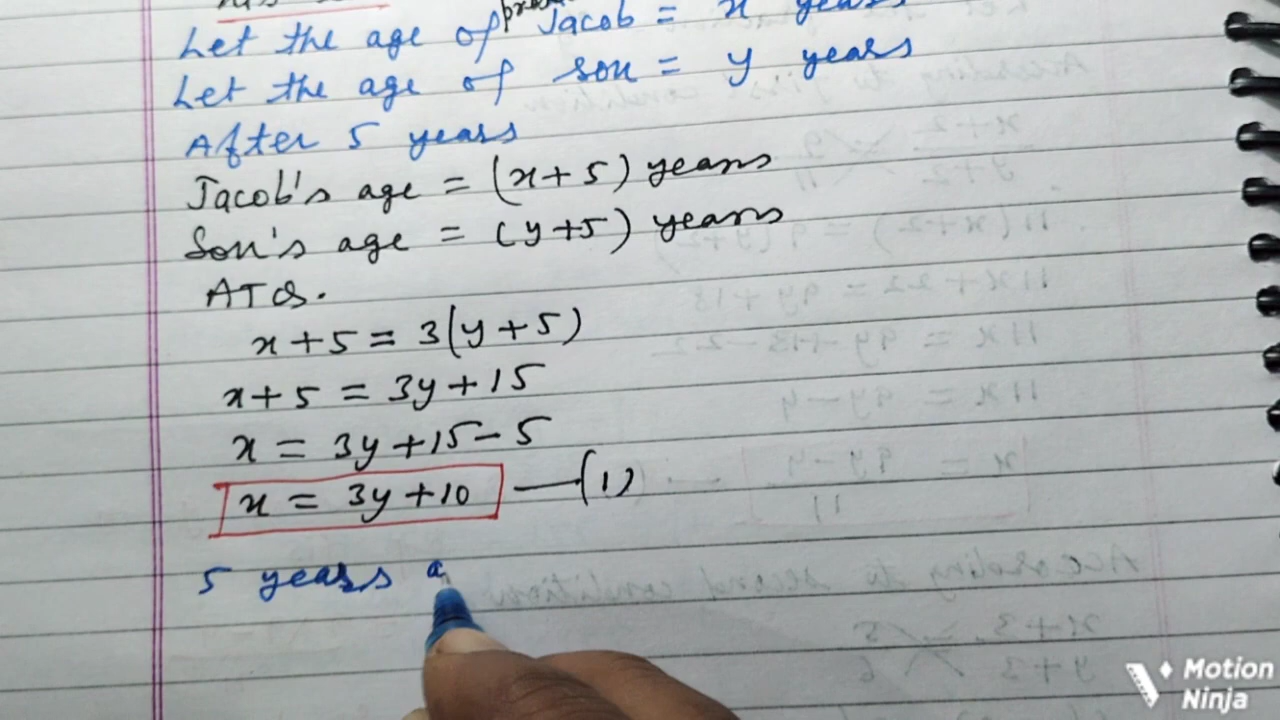 Let the age of Jacob = x years
Let the age of son = y years
After 5 years
Jacob's age = (x+5) years
Son's age = (y+5) years
ATQ.
x+5 = 3(y+5)
x+5 = 3y+15
x = 3y+15-5
x = 3y+10 —(1)
5 years a
Motion
Ninja